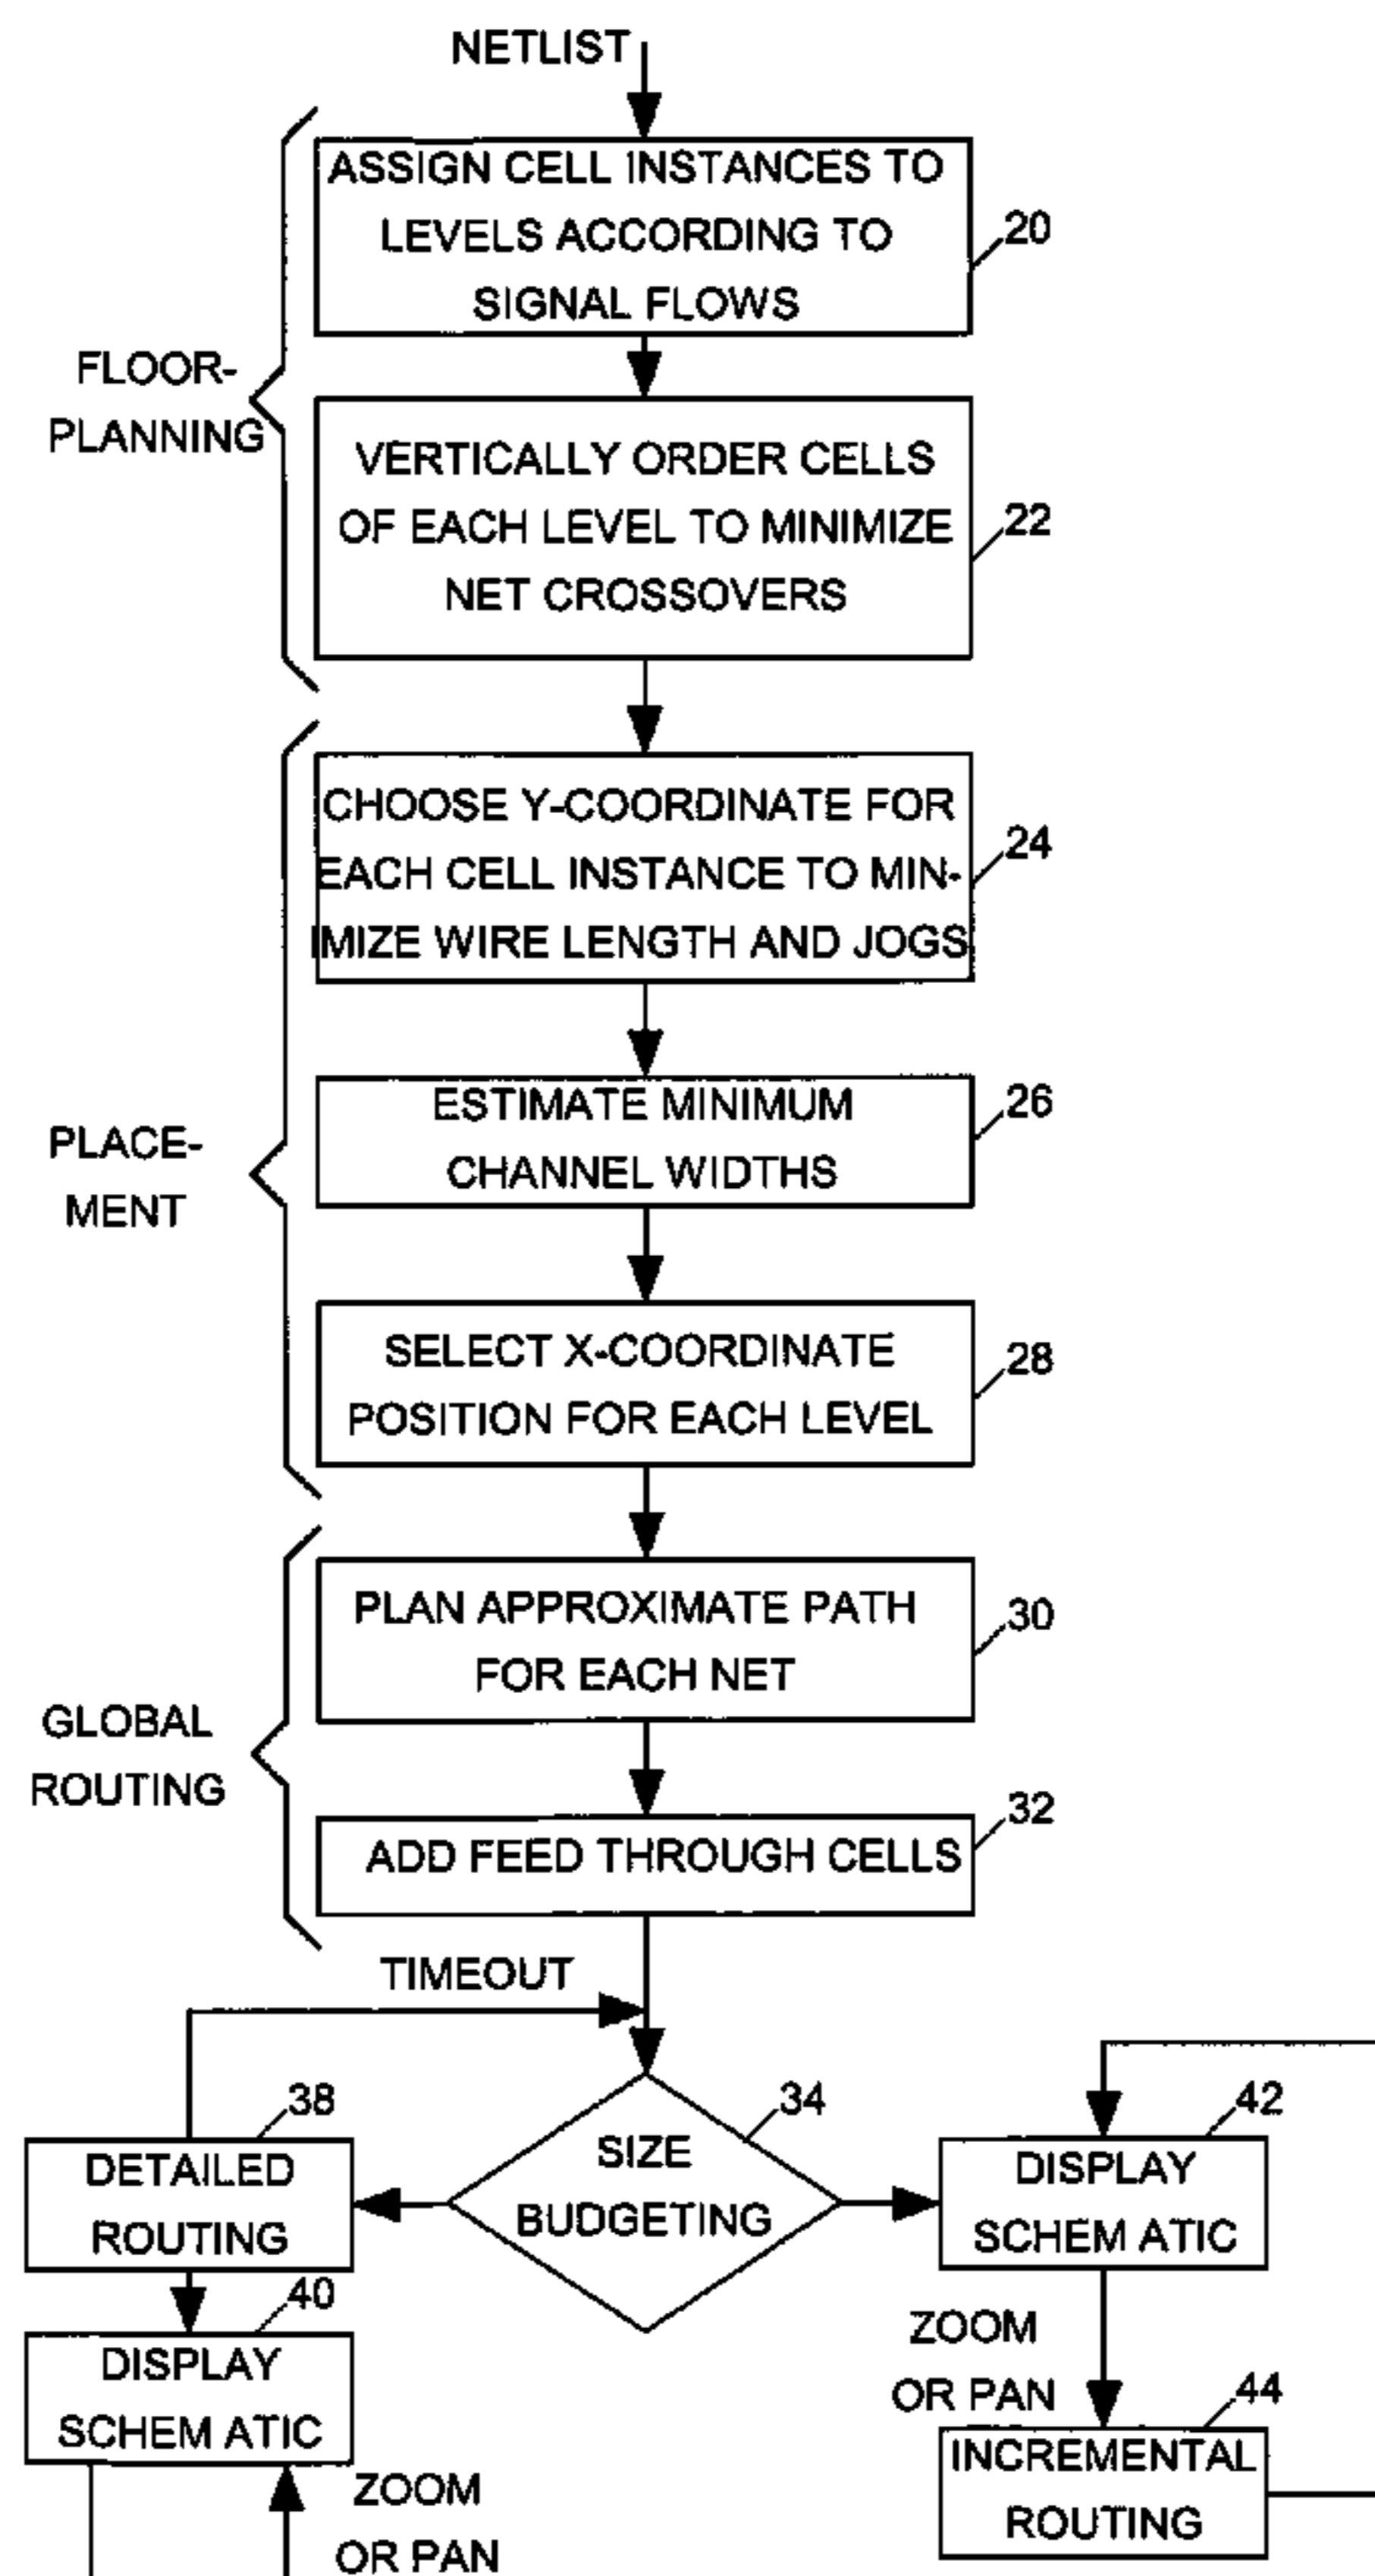 NETLIST
ASSIGN CELL INSTANCES TO
LEVELS ACCORDING TO
SIGNAL FLOWS
20
FLOOR-
PLANNING
VERTICALLY ORDER CELLS
OF EACH LEVEL TO MINIMIZE
NET CROSSOVERS
22
CHOOSE Y-COORDINATE FOR
EACH CELL INSTANCE TO MIN-
IMIZE WIRE LENGTH AND JOGS
24
PLACE-
MENT
ESTIMATE MINIMUM
CHANNEL WIDTHS
26
SELECT X-COORDINATE
POSITION FOR EACH LEVEL
28
GLOBAL
ROUTING
PLAN APPROXIMATE PATH
FOR EACH NET
30
ADD FEED THROUGH CELLS
32
TIMEOUT
38
DETAILED
ROUTING
34
SIZE
BUDGETING
42
DISPLAY
SCHEM ATIC
40
DISPLAY
SCHEM ATIC
ZOOM
OR PAN
ZOOM
OR PAN
44
INCREMENTAL
ROUTING